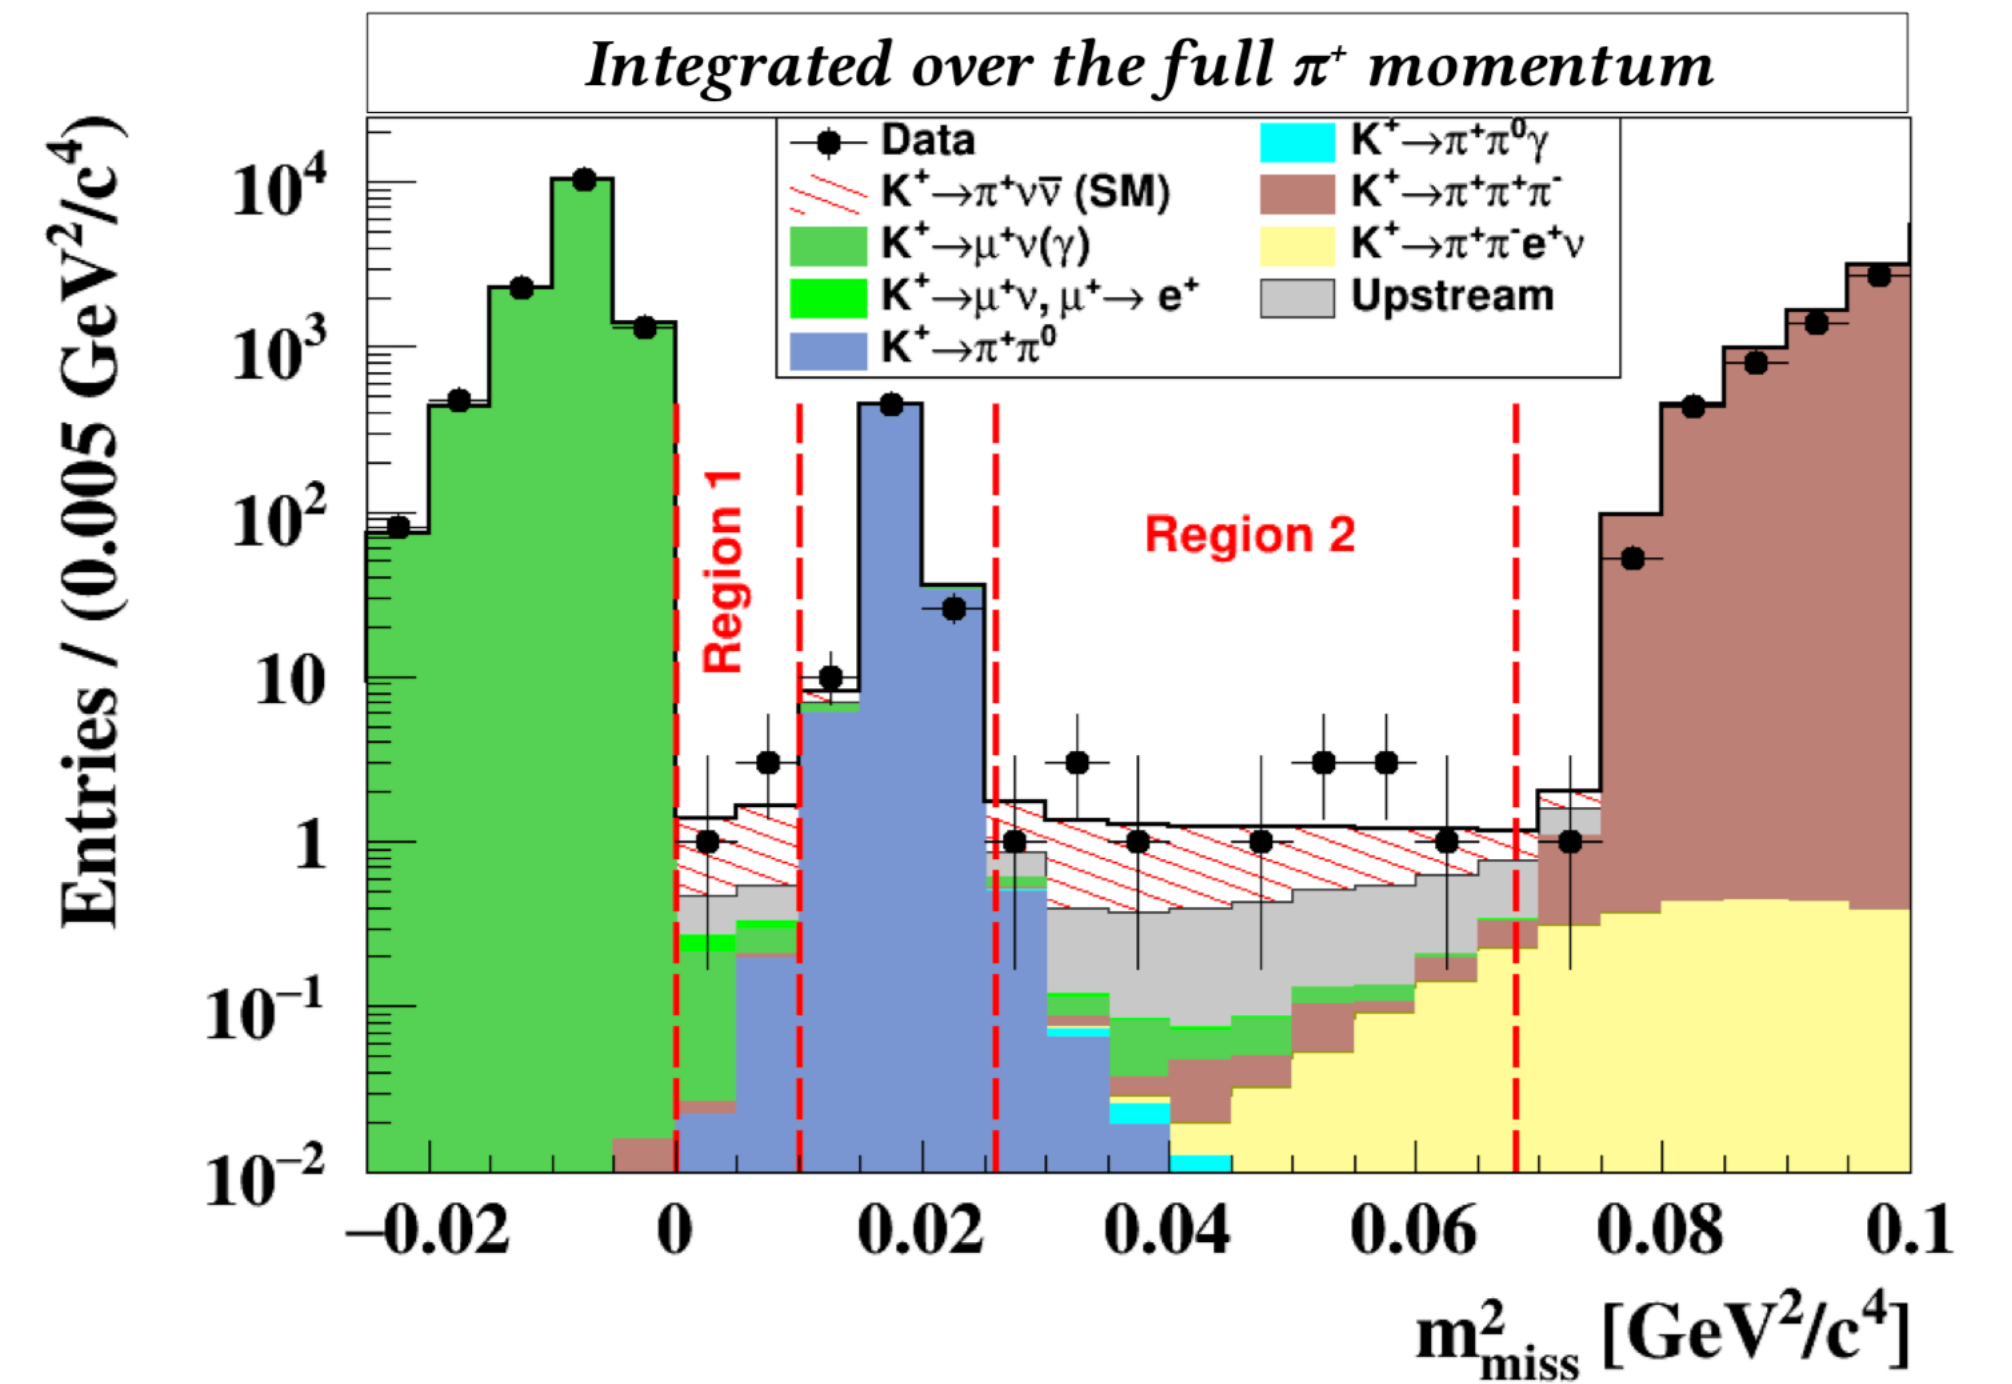 Integrated over the full π⁺ momentum
Entries / (0.005 GeV²/c⁴)
10⁴
10³
10²
10
1
10⁻¹
10⁻²
Data
K⁺→π⁺νν̅ (SM)
K⁺→μ⁺ν(γ)
K⁺→μ⁺ν, μ⁺→ e⁺
K⁺→π⁺π⁰
K⁺→π⁺π⁰γ
K⁺→π⁺π⁺π⁻
K⁺→π⁺π⁻e⁺ν
Upstream
Region 1
Region 2
−0.02 0 0.02 0.04 0.06 0.08 0.1
m²miss [GeV²/c⁴]